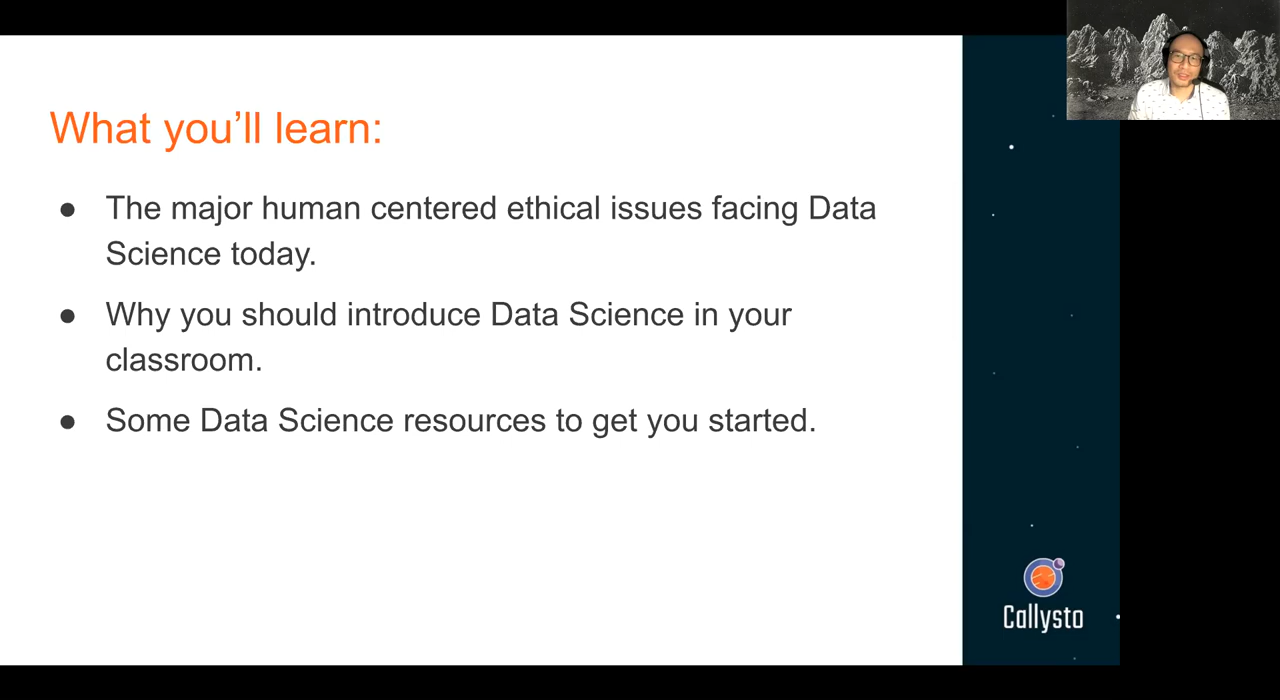 What you'll learn:
● The major human centered ethical issues facing Data
Science today.
● Why you should introduce Data Science in your
classroom.
● Some Data Science resources to get you started.
Callysto